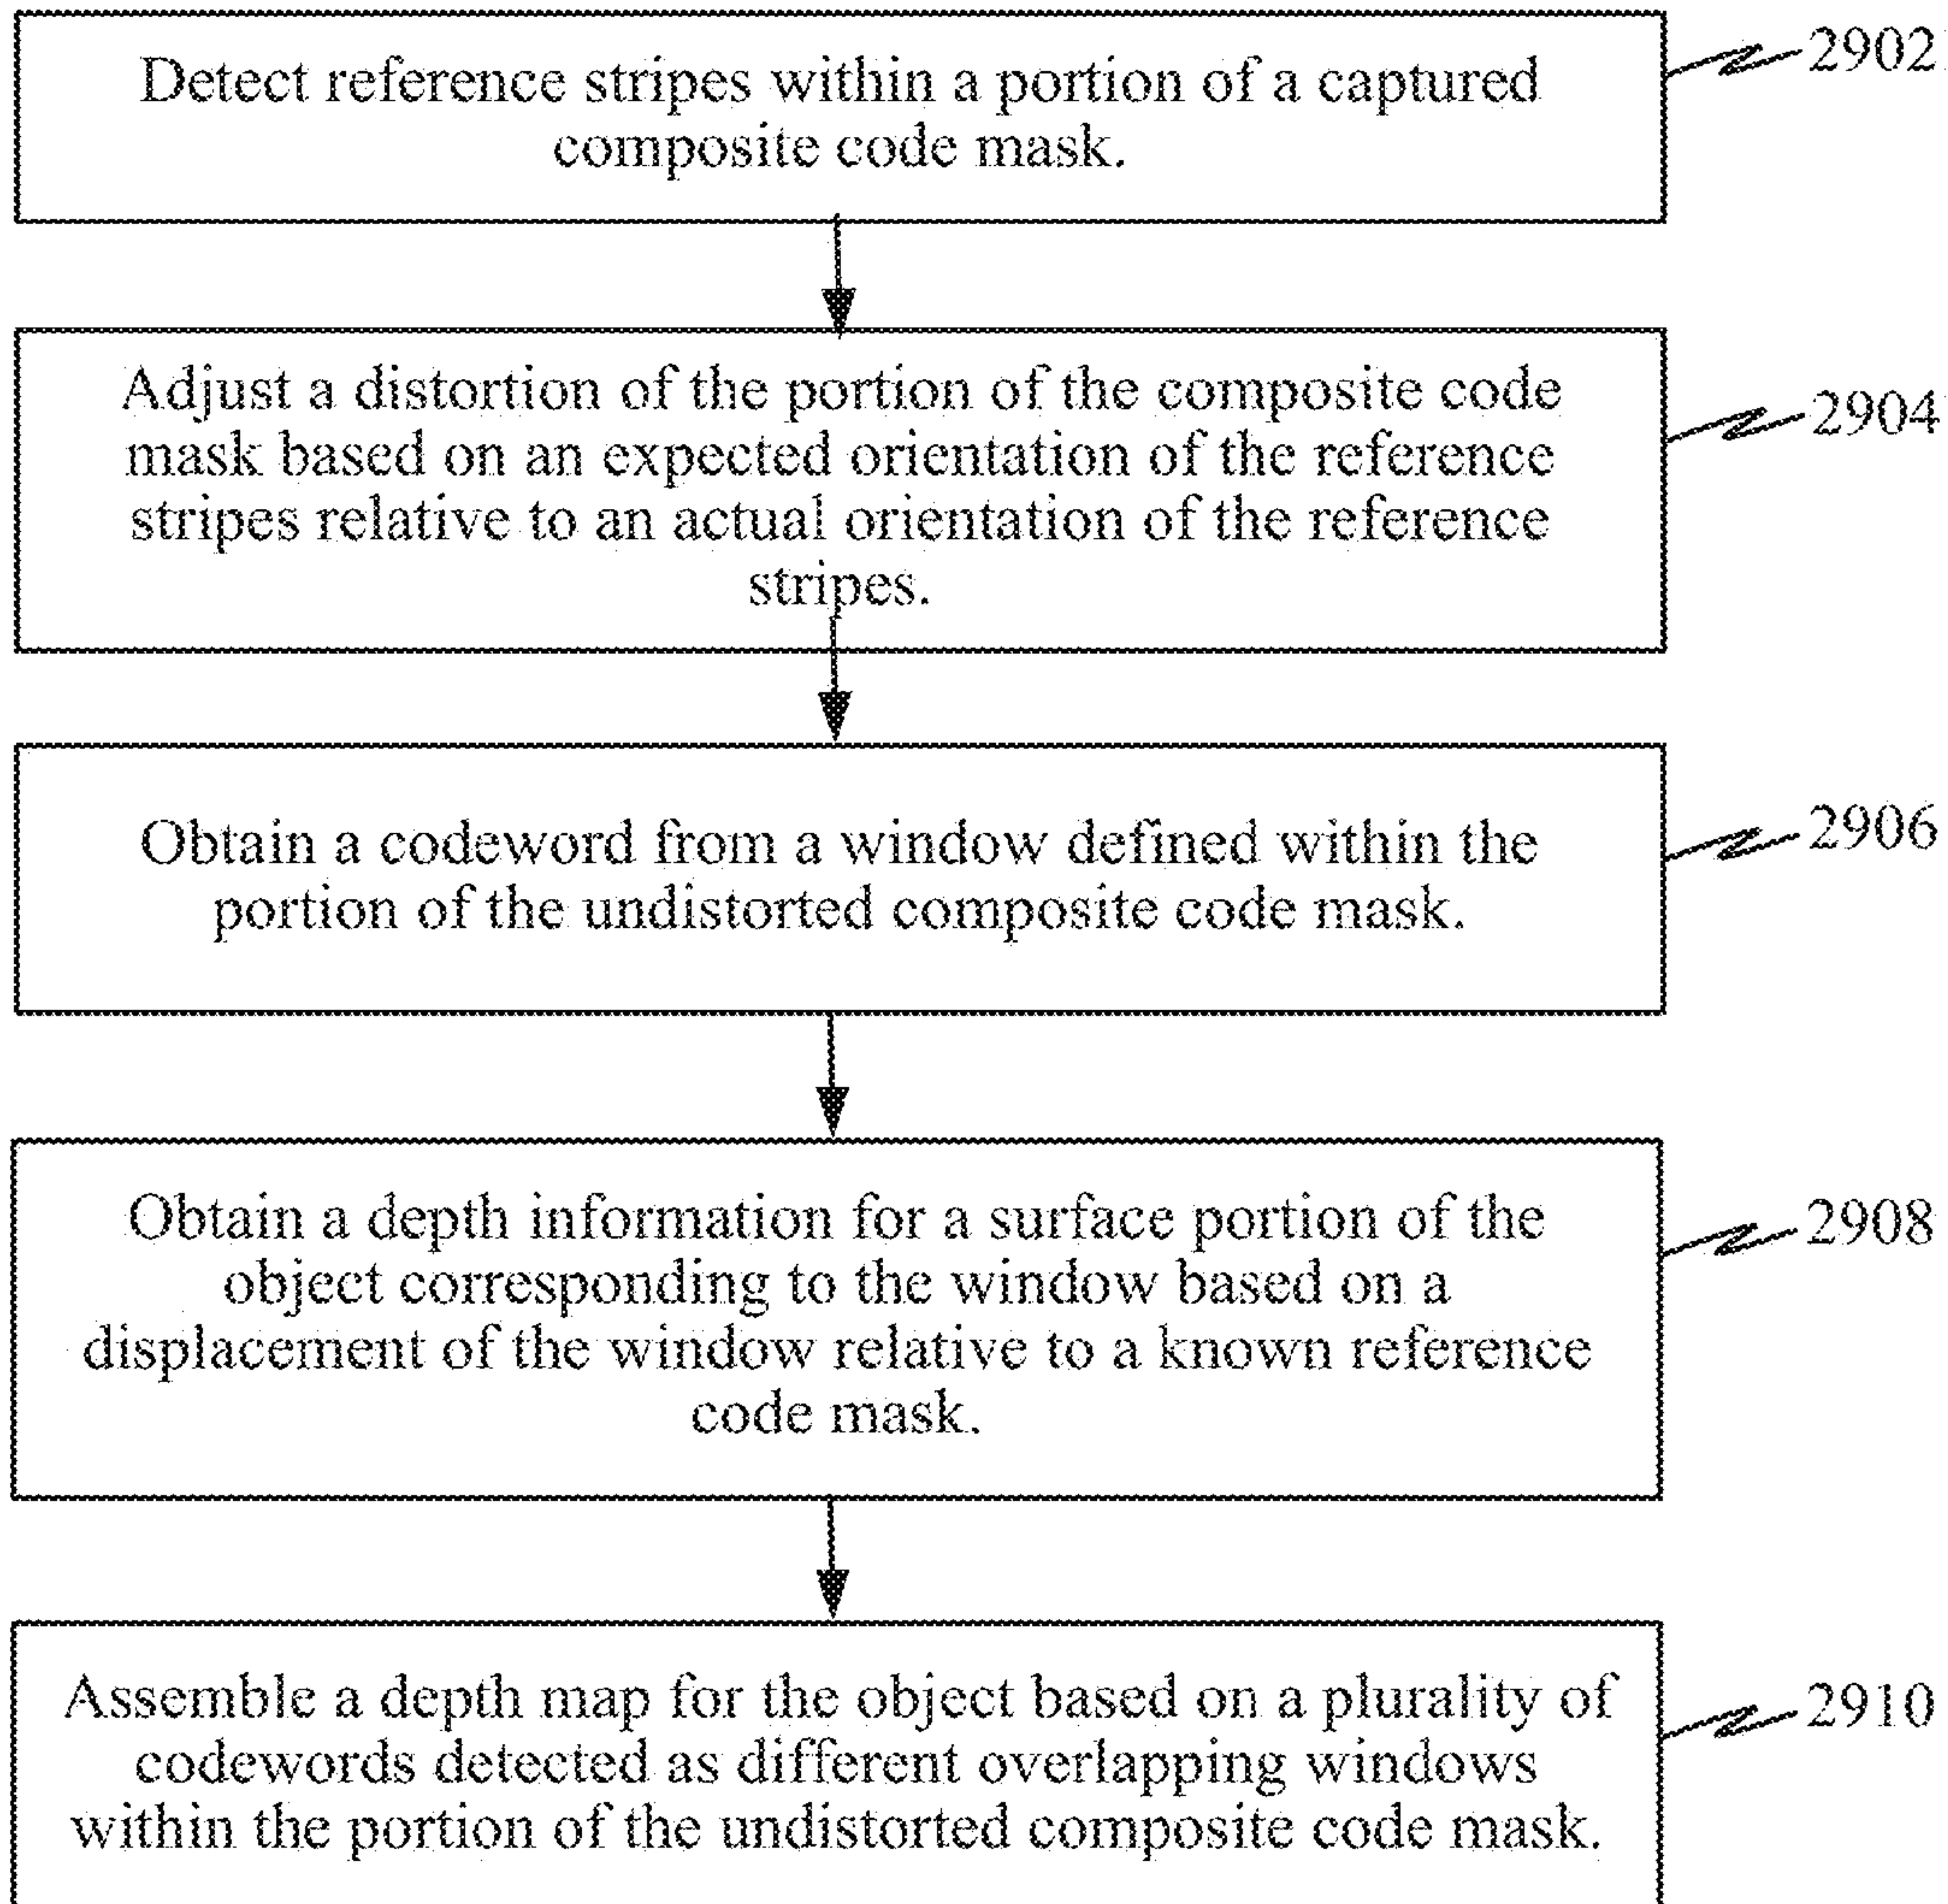 Detect reference stripes within a portion of a captured
composite code mask.
2902
Adjust a distortion of the portion of the composite code
mask based on an expected orientation of the reference
stripes relative to an actual orientation of the reference
stripes.
2904
Obtain a codeword from a window defined within the
portion of the undistorted composite code mask.
2906
Obtain a depth information for a surface portion of the
object corresponding to the window based on a
displacement of the window relative to a known reference
code mask.
2908
Assemble a depth map for the object based on a plurality of
codewords detected as different overlapping windows
within the portion of the undistorted composite code mask.
2910